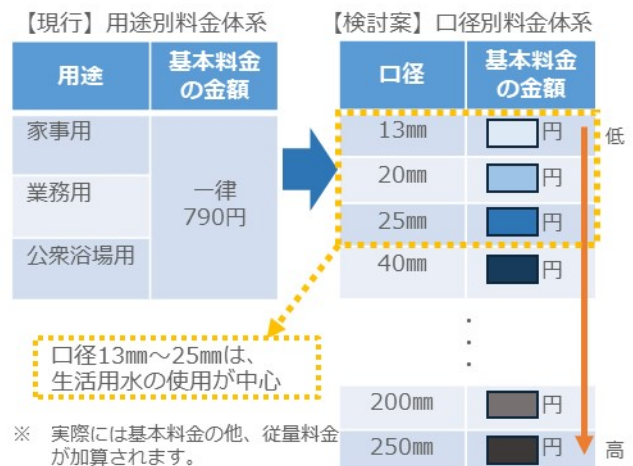 【現行】用途別料金体系
用途
基本料金
の金額
家事用
業務用
公衆浴場用
一律
790円
【検討案】口径別料金体系
口径
基本料金
の金額
13㎜
円
低
20㎜
円
25㎜
円
40㎜
円
・
・
・
200㎜
円
250㎜
円
高
口径13㎜～25㎜は、
生活用水の使用が中心
※ 実際には基本料金の他、従量料金
が加算されます。